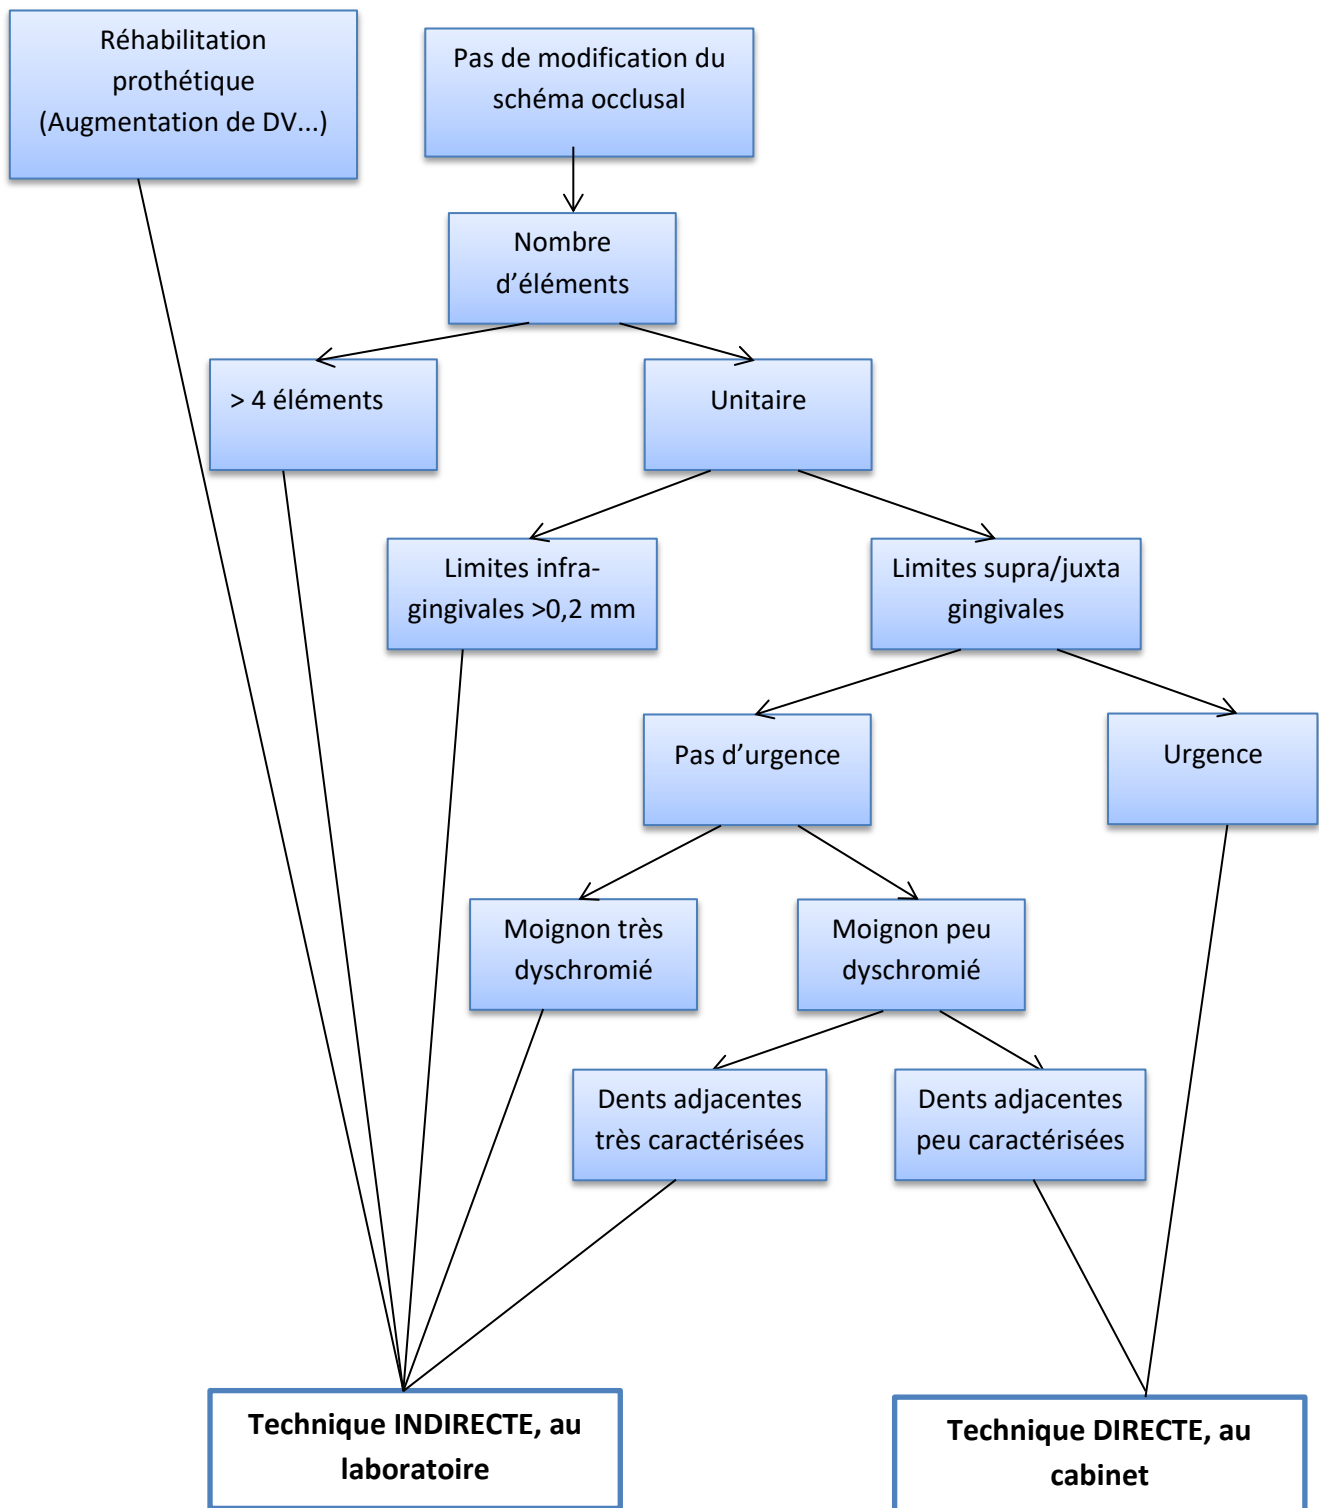 Réhabilitation
prothétique
(Augmentation de DV...)
Pas de modification du
schéma occlusal
Nombre
d’éléments
> 4 éléments
Unitaire
Limites infra-
gingivales >0,2 mm
Limites supra/juxta
gingivales
Pas d’urgence
Urgence
Moignon très
dyschromié
Moignon peu
dyschromié
Dents adjacentes
très caractérisées
Dents adjacentes
peu caractérisées
Technique INDIRECTE, au
laboratoire
Technique DIRECTE, au
cabinet